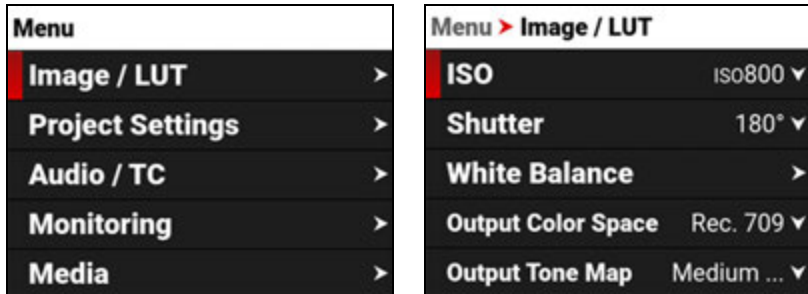 Menu
Image / LUT
Project Settings
Audio / TC
Monitoring
Media
Menu > Image / LUT
ISO ISO800
Shutter 180°
White Balance
Output Color Space Rec. 709
Output Tone Map Medium ...